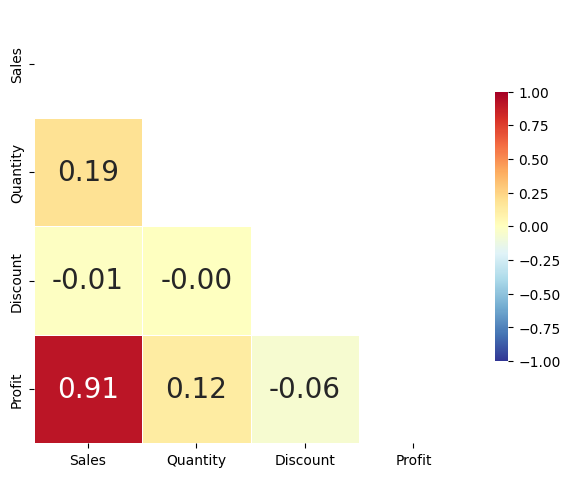 Sales
Quantity
Discount
Profit
0.19
-0.01 -0.00
0.91 0.12 -0.06
Sales Quantity Discount Profit
1.00
0.75
0.50
0.25
0.00
−0.25
−0.50
−0.75
−1.00